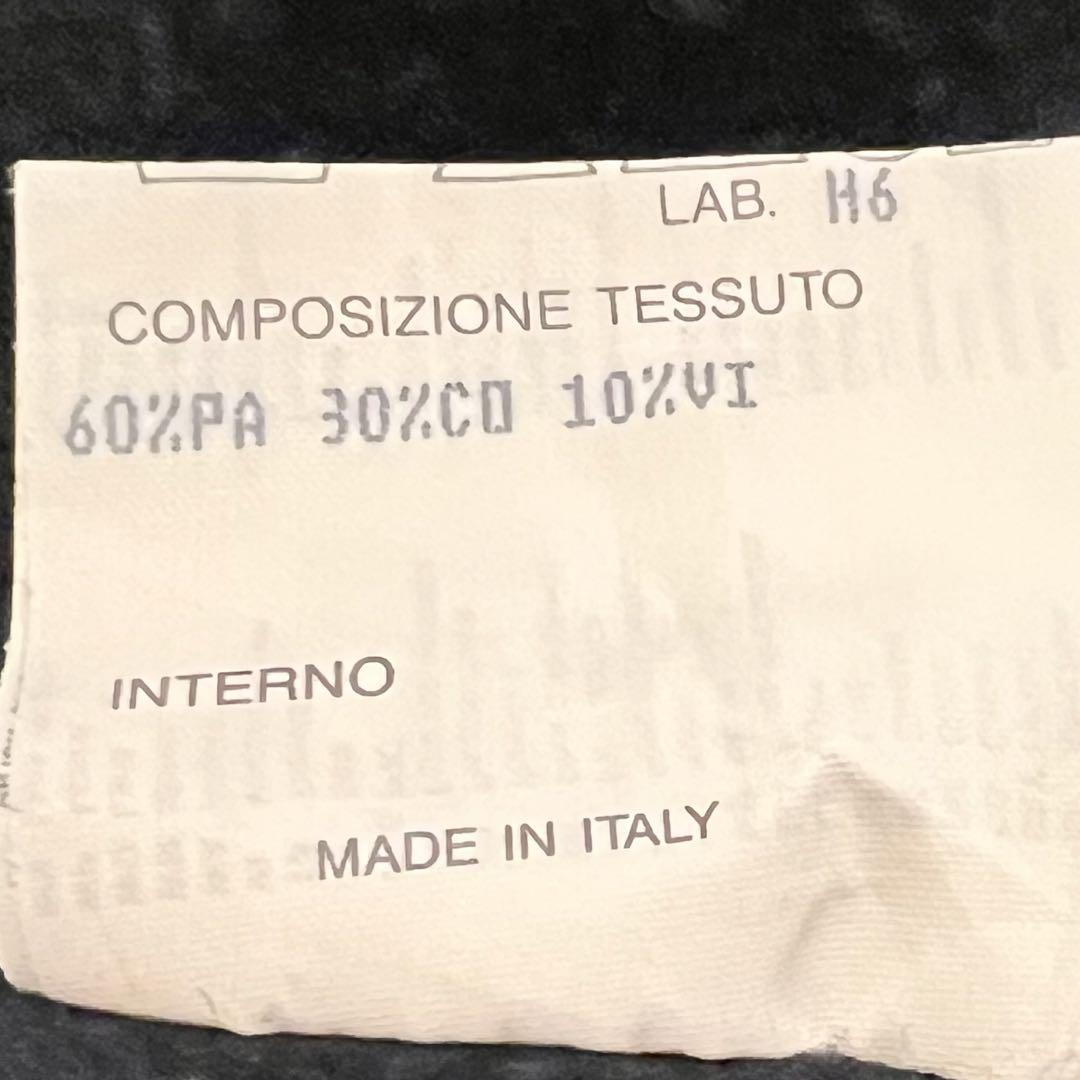 LAB. H6
COMPOSIZIONE TESSUTO
60%PA 30%CO 10%VI
INTERNO
MADE IN ITALY